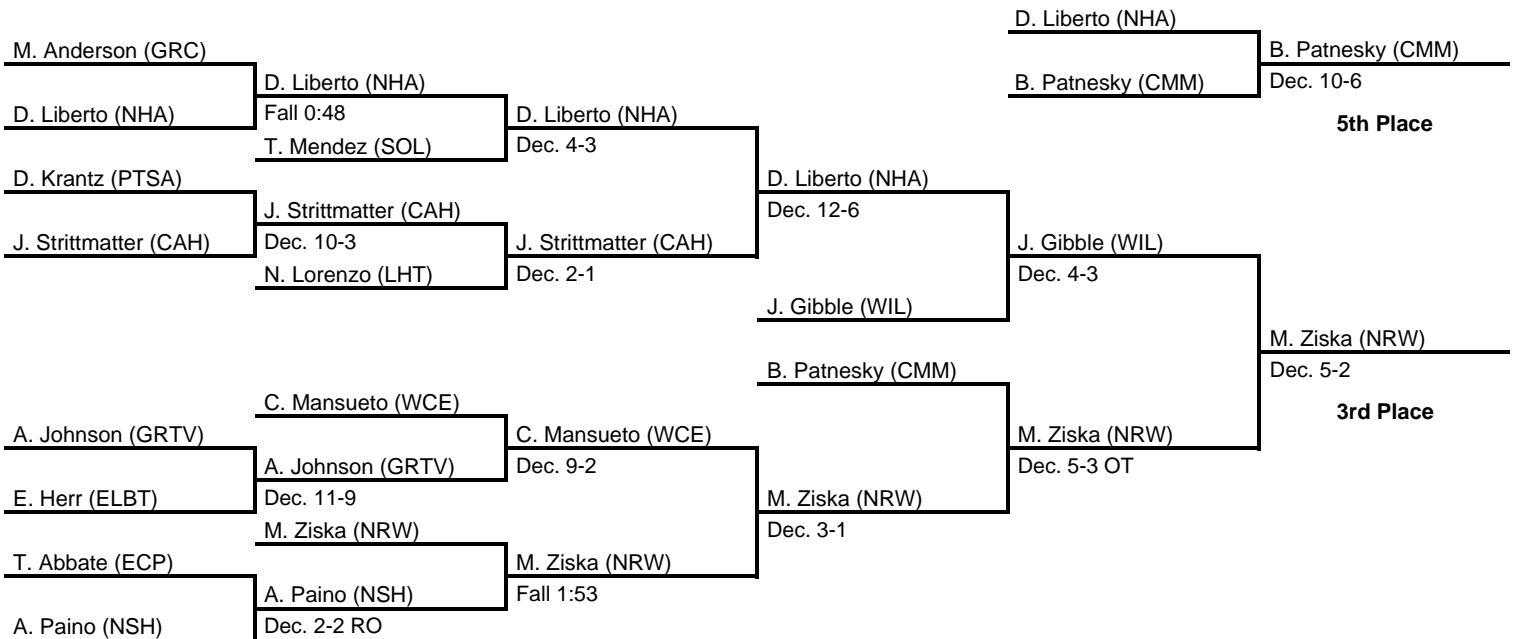 D. Liberto (NHA)
M. Anderson (GRC)
B. Patnesky (CMM)
D. Liberto (NHA)
B. Patnesky (CMM)
Dec. 10-6
D. Liberto (NHA)
Fall 0:48
D. Liberto (NHA)
5th Place
T. Mendez (SOL)
Dec. 4-3
D. Krantz (PTSA)
D. Liberto (NHA)
J. Strittmatter (CAH)
Dec. 12-6
J. Strittmatter (CAH)
Dec. 10-3
J. Strittmatter (CAH)
J. Gibble (WIL)
N. Lorenzo (LHT)
Dec. 2-1
Dec. 4-3
J. Gibble (WIL)
M. Ziska (NRW)
B. Patnesky (CMM)
Dec. 5-2
C. Mansueto (WCE)
3rd Place
A. Johnson (GRTV)
C. Mansueto (WCE)
M. Ziska (NRW)
A. Johnson (GRTV)
Dec. 9-2
Dec. 5-3 OT
E. Herr (ELBT)
Dec. 11-9
M. Ziska (NRW)
M. Ziska (NRW)
Dec. 3-1
T. Abbate (ECP)
M. Ziska (NRW)
A. Paino (NSH)
Fall 1:53
A. Paino (NSH)
Dec. 2-2 RO